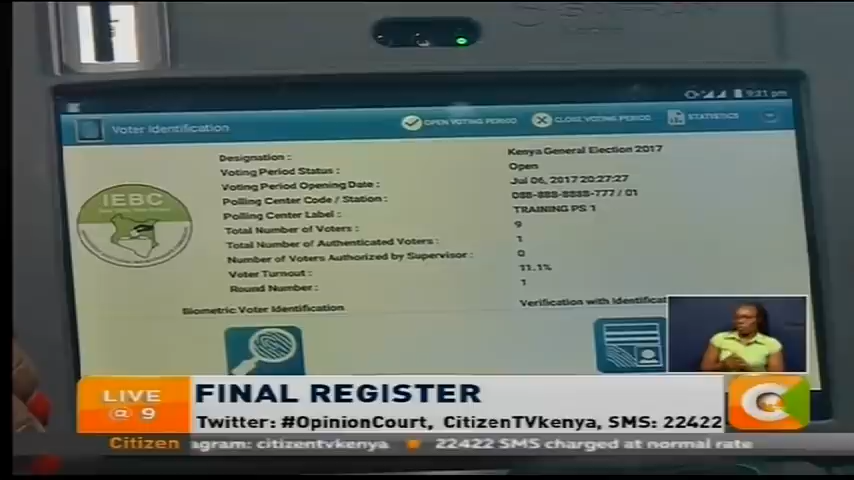 9:21 pm
Voter Identification
OPEN VOTING PERIOD
CLOSE VOTING PERIOD
STATISTICS
Designation : Kenya General Election 2017
Voting Period Status : Open
Voting Period Opening Date : Jul 06, 2017 20:27:27
Polling Center Code / Station : 088-888-8888-777 / 01
Polling Center Label : TRAINING PS 1
Total Number of Voters : 9
Total Number of Authenticated Voters : 1
Number of Voters Authorized by Supervisor : 0
Voter Turnout : 11.1%
Round Number : 1
IEBC
Biometric Voter Identification
Verification with Identifica
LIVE
@ 9
FINAL REGISTER
Twitter: #OpinionCourt, CitizenTVkenya, SMS: 22422
Citizen
agram: citizentvkenya
22422 SMS charged at normal rate